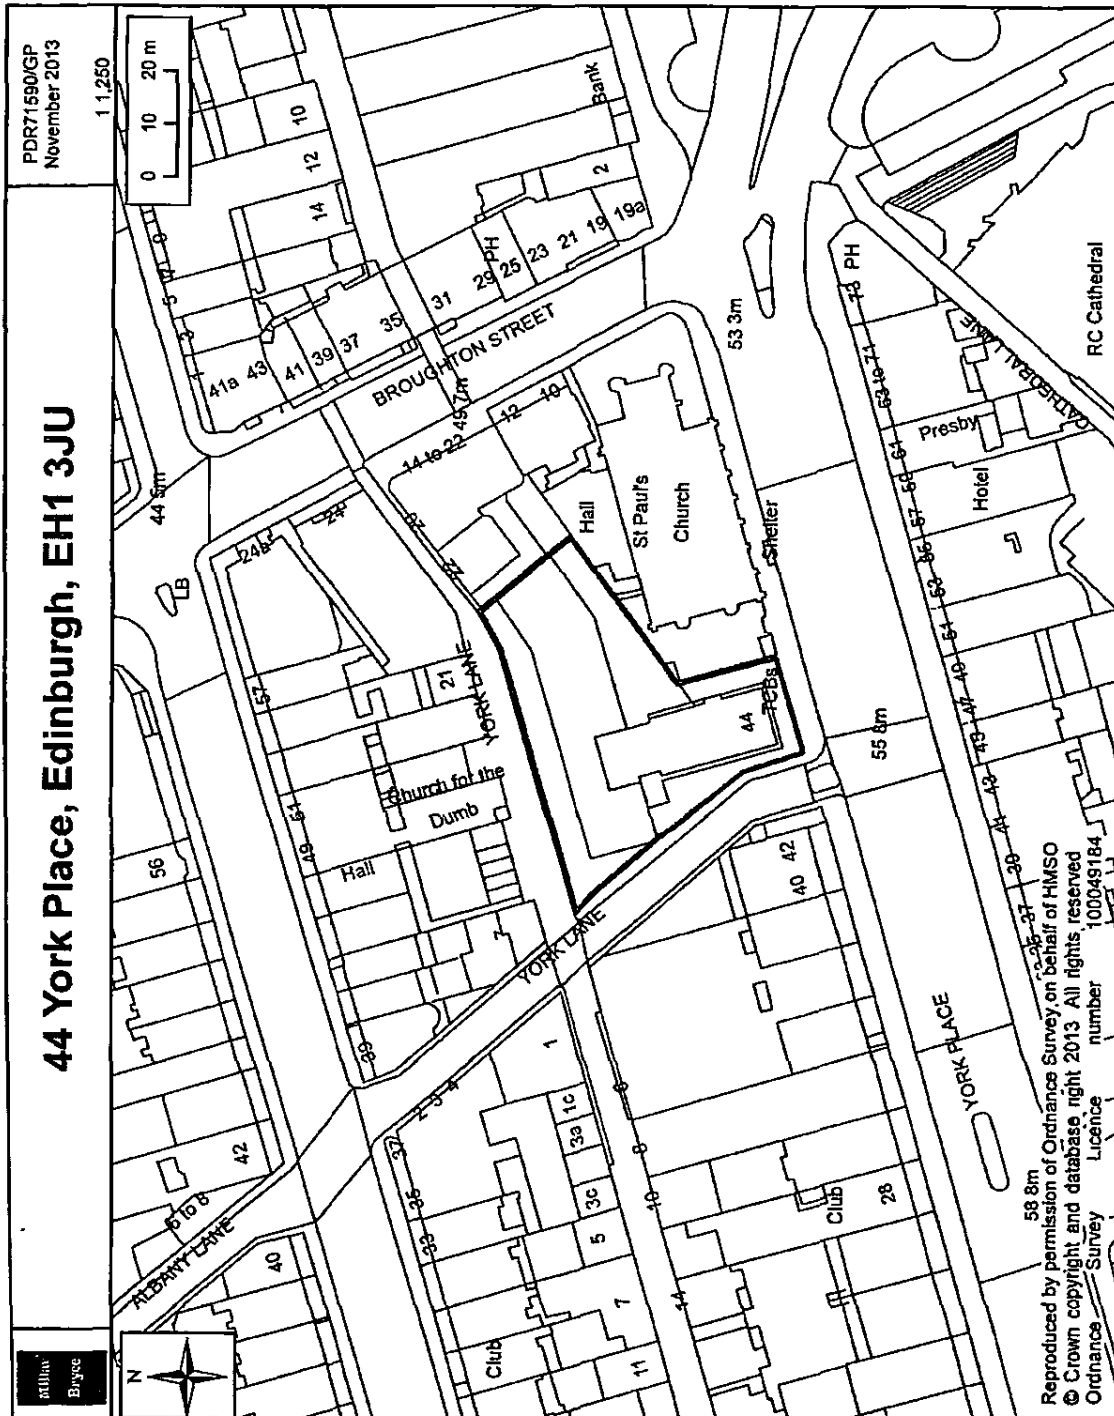 Millar
Bryce
44 York Place, Edinburgh, EH1 3JU
PDR71590/GP
November 2013
1 1,250
N
0 10 20 m
ALBANY LANE
6 to 8
42
40
56
44 5m
LB
24a
24
57
51
49
Hall
39
37
35
33
2 3 4
Church for the
Dumb
21
YORK LANE
22
20
YORK LANE
7
1
1c
3a
3c
5
7
11
Club
6
8
10
14
Club
28
40
42
44
TCBs
Hall
St Paul's
Church
Shelter
14 to 22
12
10
49.7m
BROUGHTON STREET
1
3
5
7
9
41a
43
41
39
37
35
31
29
PH
25
23
21
19
19a
2
14
12
10
Bank
53 3m
55 8m
58 8m
YORK PLACE
37
39
41
43
43
47
49
51
53
55
57
59
61
63 to 71
73
PH
Presby
Hotel
CATHEDRAL LANE
RC Cathedral
Reproduced by permission of Ordnance Survey on behalf of HMSO
© Crown copyright and database right 2013 All rights reserved
Ordnance Survey Licence number 100049184